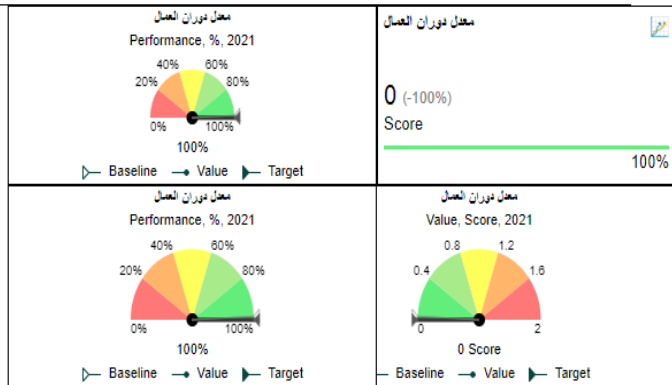 معدل دوران العمال
Performance, %, 2021
40% 60%
20% 80%
0% 100%
100%
Baseline Value Target
معدل دوران العمال
0 (-100%)
Score
100%
معدل دوران العمال
Performance, %, 2021
40% 60%
20% 80%
0% 100%
100%
Baseline Value Target
معدل دوران العمال
Value, Score, 2021
0.8 1.2
0.4 1.6
0 2
0 Score
Baseline Value Target